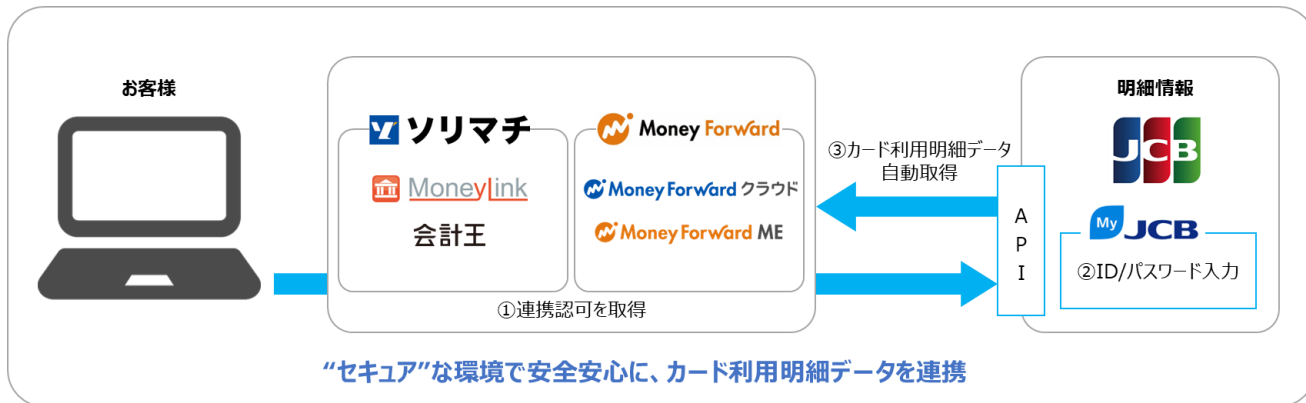 お客様
ソリマチ
Moneylink
会計王
Money Forward
Money Forward クラウド
Money Forward ME
①連携認可を取得
③カード利用明細データ
自動取得
API
明細情報
JCB
My JCB
②ID/パスワード入力
“セキュア”な環境で安全安心に、カード利用明細データを連携